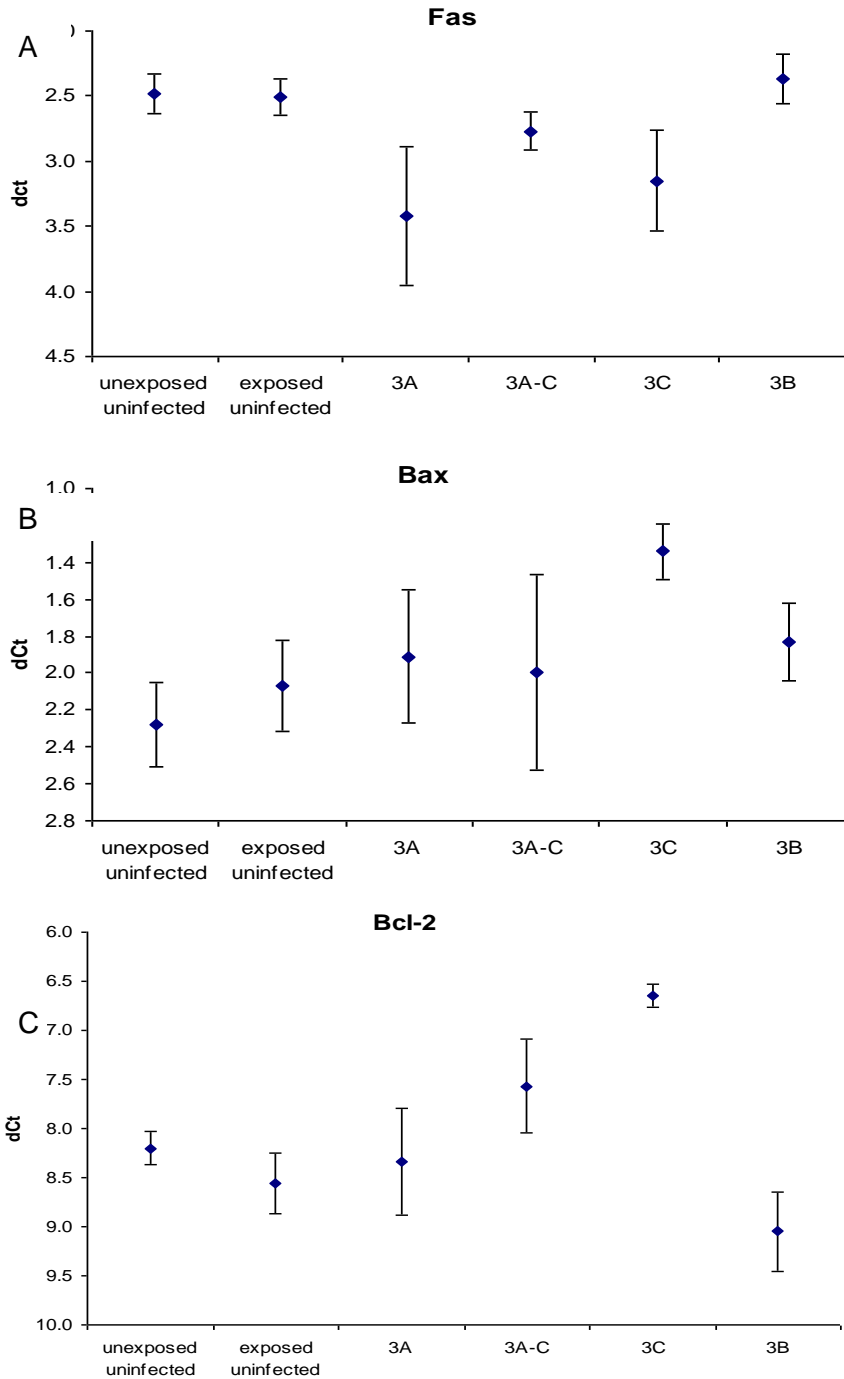 Fas
A
2.5
3.0
3.5
4.0
4.5
dct
unexposed uninfected
exposed uninfected
3A
3A-C
3C
3B
Bax
B
1.0
1.4
1.6
1.8
2.0
2.2
2.4
2.6
2.8
dCt
unexposed uninfected
exposed uninfected
3A
3A-C
3C
3B
Bcl-2
C
6.0
6.5
7.0
7.5
8.0
8.5
9.0
9.5
10.0
dCt
unexposed uninfected
exposed uninfected
3A
3A-C
3C
3B